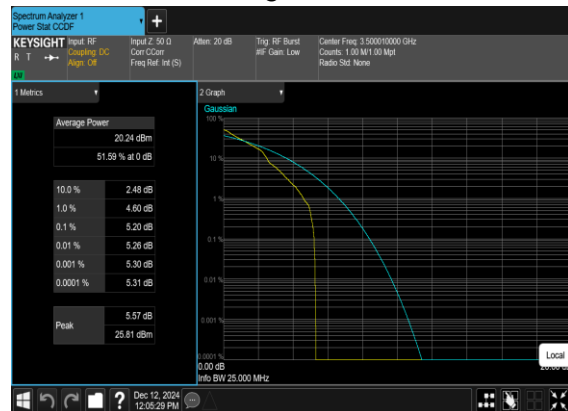 Spectrum Analyzer 1
Power Stat CCDF
KEYSIGHT
R T
LW
Input: RF
Coupling: DC
Align: Off
Input Z: 50 Ω
Corr CCorr
Freq Ref: Int (S)
Atten: 20 dB
Trig: RF Burst
#IF Gain: Low
Center Freq: 3.500010000 GHz
Counts: 1.00 M/1.00 Mpt
Radio Std: None
1 Metrics
Average Power
20.24 dBm
51.59 % at 0 dB
10.0 % 2.48 dB
1.0 % 4.60 dB
0.1 % 5.20 dB
0.01 % 5.26 dB
0.001 % 5.30 dB
0.0001 % 5.31 dB
Peak
5.57 dB
25.81 dBm
2 Graph
Gaussian
100 %
10 %
1 %
0.1 %
0.01 %
0.001 %
0.0001 %
0.00 dB
Info BW 25.000 MHz
Local
?
Dec 12, 2024
12:05:29 PM